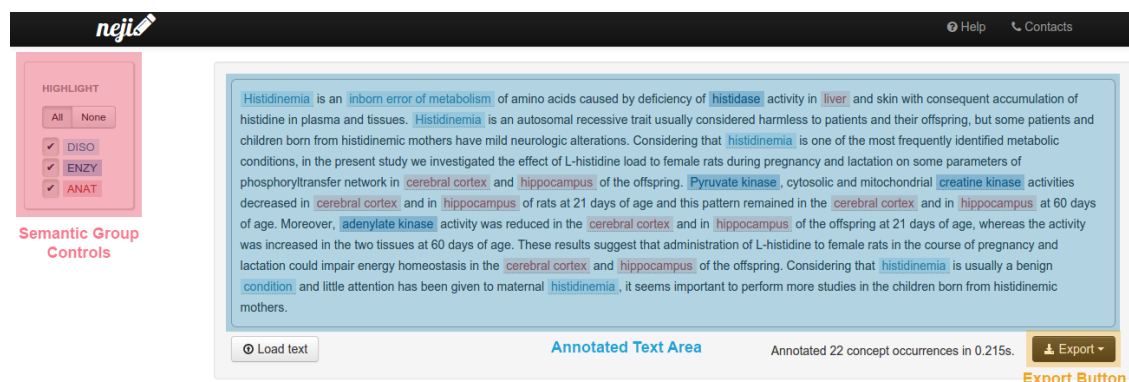 neji
Help Contacts
HIGHLIGHT
All None
DISO
ENZY
ANAT
Semantic Group
Controls
Histidinemia is an inborn error of metabolism of amino acids caused by deficiency of histidase activity in liver and skin with consequent accumulation of
histidine in plasma and tissues. Histidinemia is an autosomal recessive trait usually considered harmless to patients and their offspring, but some patients and
children born from histidinemic mothers have mild neurologic alterations. Considering that histidinemia is one of the most frequently identified metabolic
conditions, in the present study we investigated the effect of L-histidine load to female rats during pregnancy and lactation on some parameters of
phosphoryltransfer network in cerebral cortex and hippocampus of the offspring. Pyruvate kinase, cytosolic and mitochondrial creatine kinase activities
decreased in cerebral cortex and in hippocampus of rats at 21 days of age and this pattern remained in the cerebral cortex and in hippocampus at 60 days
of age. Moreover, adenylate kinase activity was reduced in the cerebral cortex and in hippocampus of the offspring at 21 days of age, whereas the activity
was increased in the two tissues at 60 days of age. These results suggest that administration of L-histidine to female rats in the course of pregnancy and
lactation could impair energy homeostasis in the cerebral cortex and hippocampus of the offspring. Considering that histidinemia is usually a benign
condition and little attention has been given to maternal histidinemia, it seems important to perform more studies in the children born from histidinemic
mothers.
Load text Annotated Text Area Annotated 22 concept occurrences in 0.215s. Export
Export Button